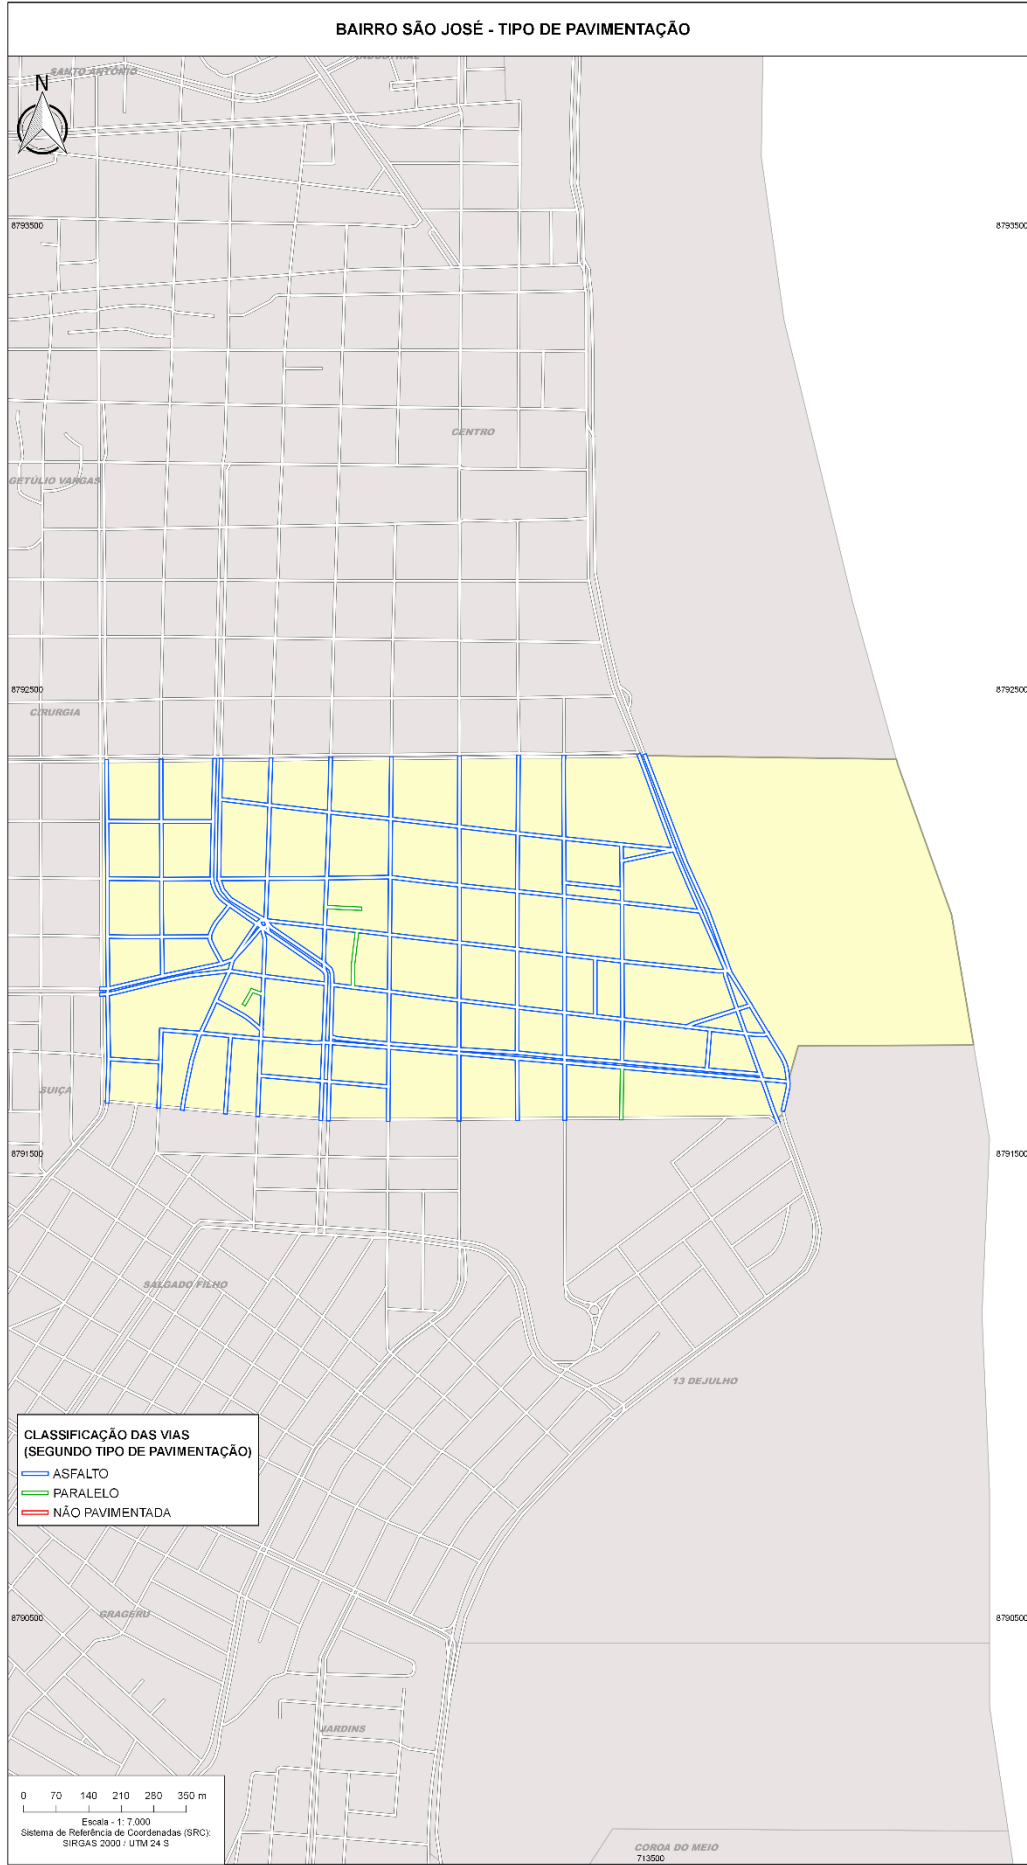 BAIRRO SÃO JOSÉ - TIPO DE PAVIMENTAÇÃO
INDUSTRIAL
SANTO ANTÔNIO
N
8793500
8793500
CENTRO
GETÚLIO VARGAS
8792500
8792500
CIRURGIA
SUIÇA
8791500
8791500
SALGADO FILHO
13 DEJULHO
CLASSIFICAÇÃO DAS VIAS
(SEGUNDO TIPO DE PAVIMENTAÇÃO)
ASFALTO
PARALELO
NÃO PAVIMENTADA
GRAGERU
8790500
8790500
JARDINS
0 70 140 210 280 350 m
Escala - 1: 7.000
Sistema de Referência de Coordenadas (SRC):
SIRGAS 2000 / UTM 24 S
COROA DO MEIO
713500